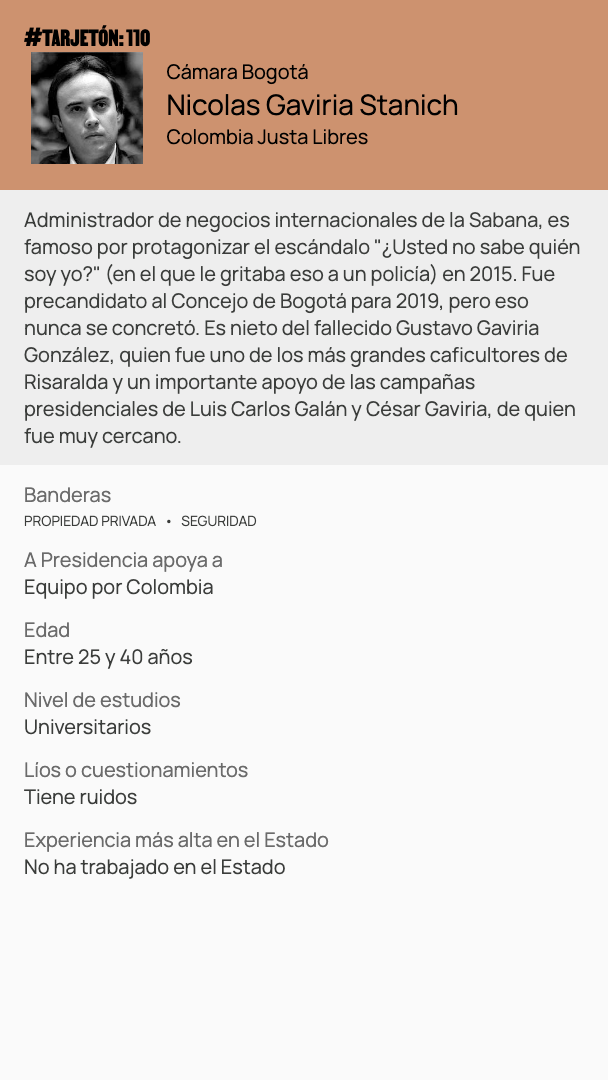 #TARJETÓN: 110
Cámara Bogotá
Nicolas Gaviria Stanich
Colombia Justa Libres
Administrador de negocios internacionales de la Sabana, es
famoso por protagonizar el escándalo "¿Usted no sabe quién
soy yo?" (en el que le gritaba eso a un policía) en 2015. Fue
precandidato al Concejo de Bogotá para 2019, pero eso
nunca se concretó. Es nieto del fallecido Gustavo Gaviria
González, quien fue uno de los más grandes caficultores de
Risaralda y un importante apoyo de las campañas
presidenciales de Luis Carlos Galán y César Gaviria, de quien
fue muy cercano.
Banderas
PROPIEDAD PRIVADA • SEGURIDAD
A Presidencia apoya a
Equipo por Colombia
Edad
Entre 25 y 40 años
Nivel de estudios
Universitarios
Líos o cuestionamientos
Tiene ruidos
Experiencia más alta en el Estado
No ha trabajado en el Estado